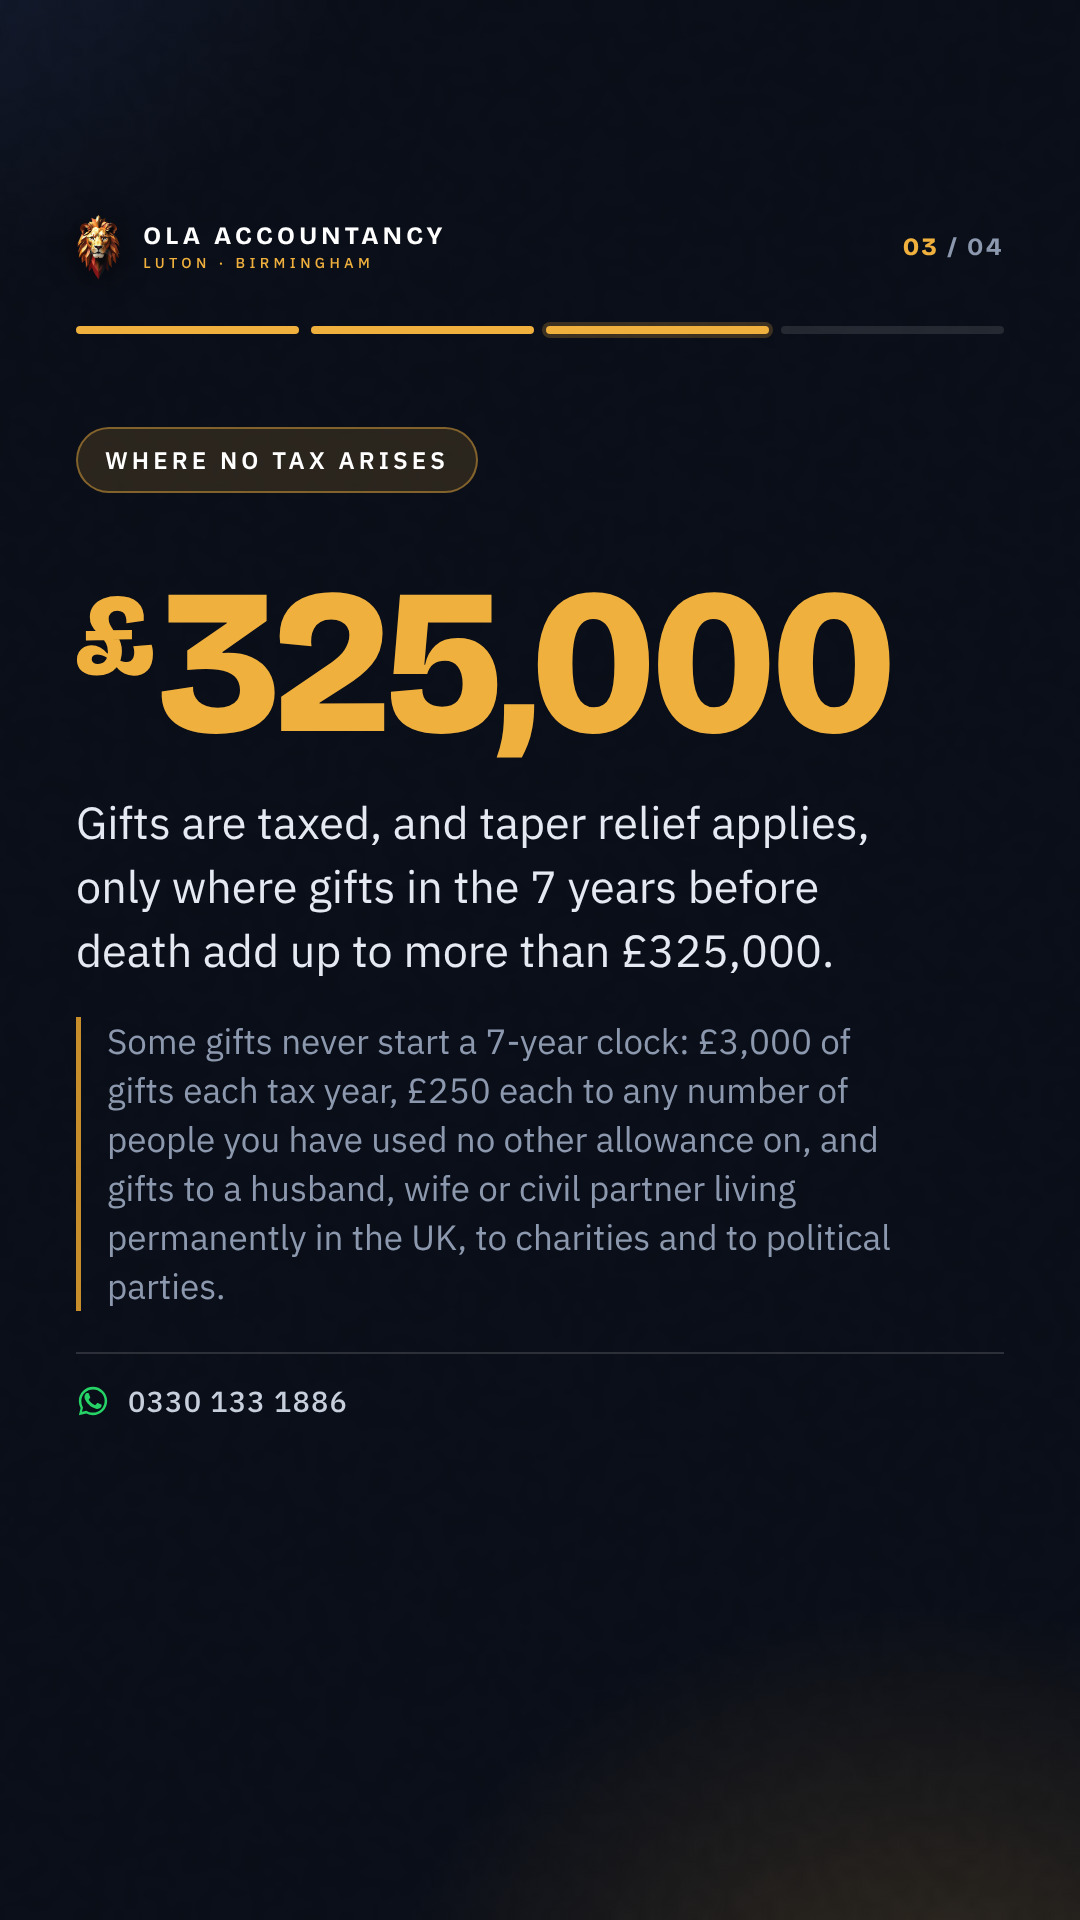 OLA ACCOUNTANCY
LUTON · BIRMINGHAM
03 / 04
WHERE NO TAX ARISES
£325,000
Gifts are taxed, and taper relief applies,
only where gifts in the 7 years before
death add up to more than £325,000.
Some gifts never start a 7-year clock: £3,000 of
gifts each tax year, £250 each to any number of
people you have used no other allowance on, and
gifts to a husband, wife or civil partner living
permanently in the UK, to charities and to political
parties.
0330 133 1886